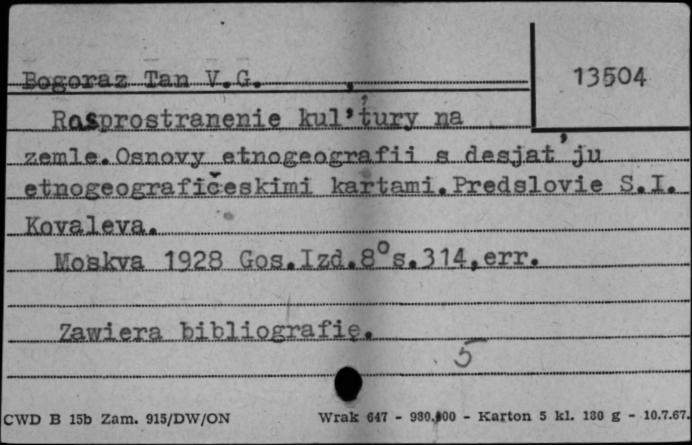 Bogoraz Tan V.G.
13504
Rasprostranenie kul'tury na
zemle. Osnovy etnogeografii s desjat'ju
etnogeografičeskimi kartami. Predslovie S.I.
Kovaleva.
Moskva 1928 Gos.Izd.8° s.314, err.
Zawiera bibliografię.
5
CWD B 15b Zam. 915/DW/ON Wrak 647 - 980.000 - Karton 5 kl. 180 g - 10.7.67.